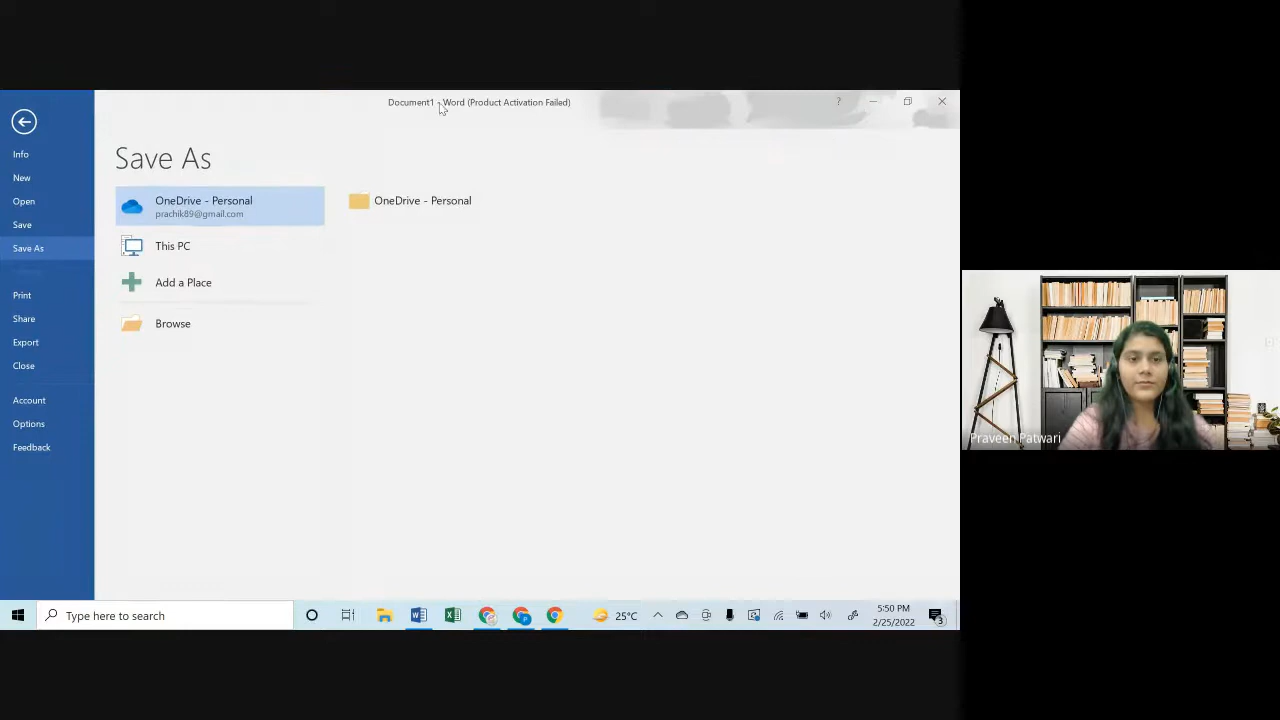 Document1 - Word (Product Activation Failed)
?
Info
New
Open
Save
Save As
Print
Share
Export
Close
Account
Options
Feedback
Save As
OneDrive - Personal
prachik89@gmail.com
This PC
Add a Place
Browse
OneDrive - Personal
Praveen Patwari
Type here to search
25°C
5:50 PM
2/25/2022
3